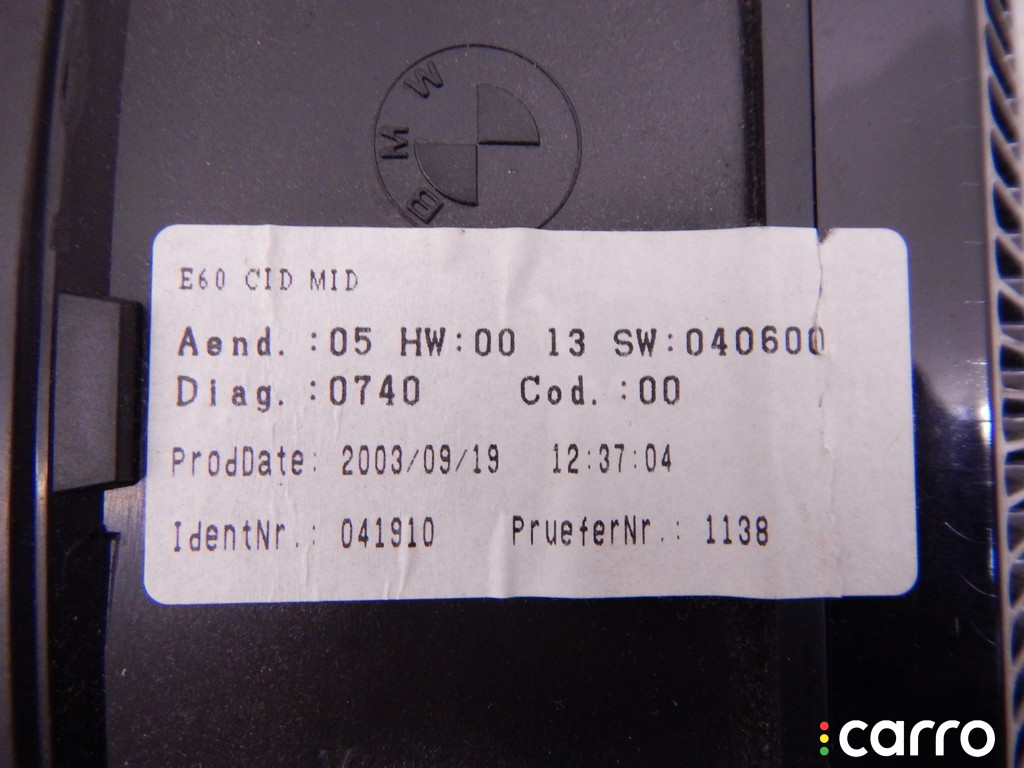 BMW
E60 CID MID
Aend. :05 HW:00 13 SW:040600
Diag. :0740 Cod. :00
ProdDate: 2003/09/19 12:37:04
IdentNr.: 041910 PrueferNr.: 1138
carro